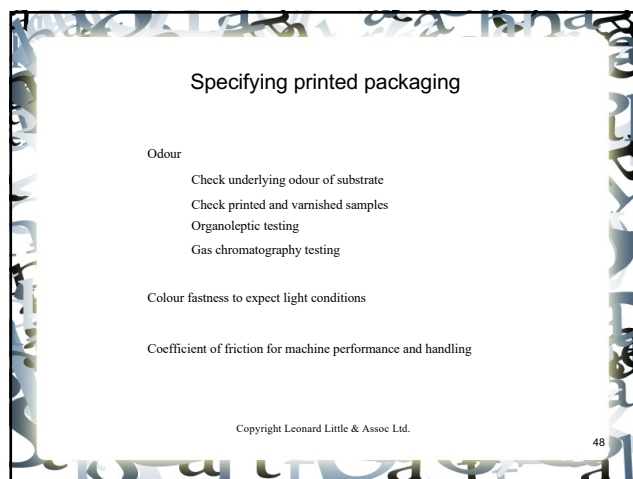 Specifying printed packaging
Odour
Check underlying odour of substrate
Check printed and varnished samples
Organoleptic testing
Gas chromatography testing
Colour fastness to expect light conditions
Coefficient of friction for machine performance and handling
Copyright Leonard Little & Assoc Ltd.
48